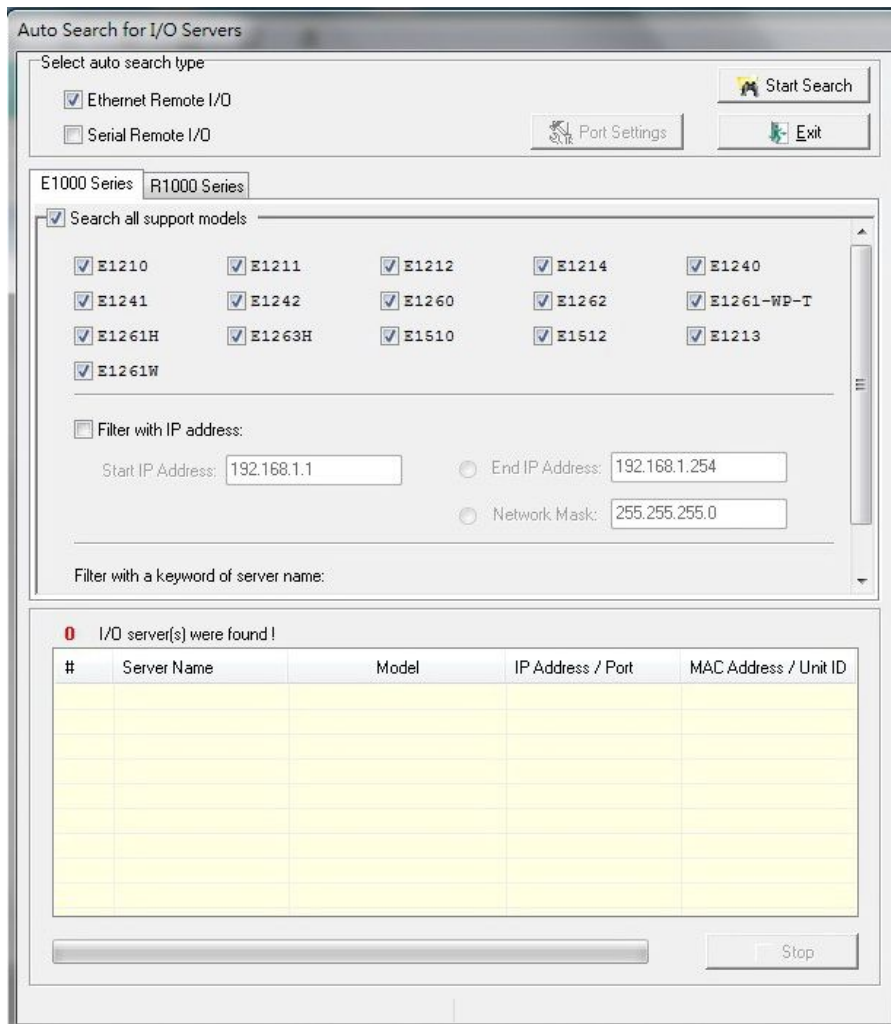 Auto Search for I/O Servers
Select auto search type
Ethernet Remote I/O
Start Search
Serial Remote I/O
Port Settings
Exit
E1000 Series R1000 Series
Search all support models
E1210 E1211 E1212 E1214 E1240
E1241 E1242 E1260 E1262 E1261-WP-T
E1261H E1263H E1510 E1512 E1213
E1261W
Filter with IP address:
Start IP Address: 192.168.1.1 End IP Address: 192.168.1.254
Network Mask: 255.255.255.0
Filter with a keyword of server name:
0 I/O server(s) were found !
# Server Name Model IP Address / Port MAC Address / Unit ID
Stop